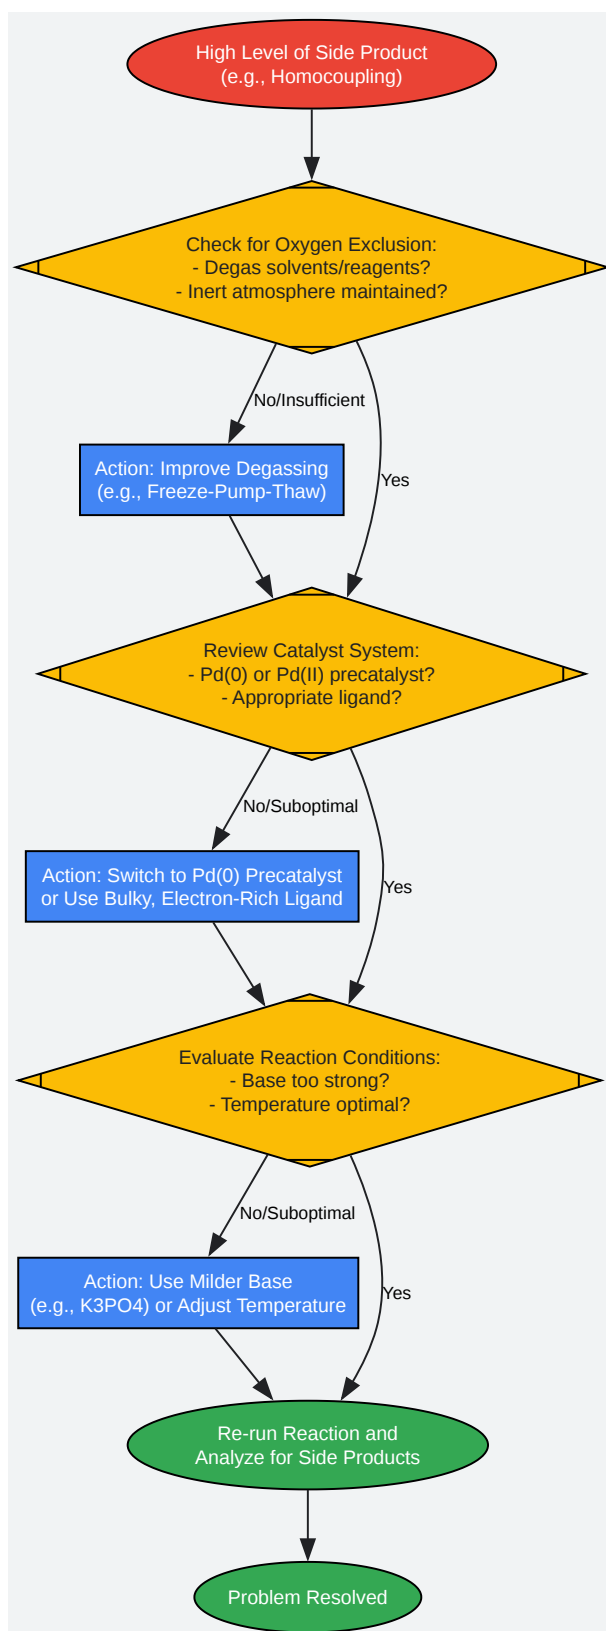 High Level of Side Product
(e.g., Homocoupling)
Check for Oxygen Exclusion:
- Degas solvents/reagents?
- Inert atmosphere maintained?
No/Insufficient
Action: Improve Degassing
(e.g., Freeze-Pump-Thaw)
Yes
Review Catalyst System:
- Pd(0) or Pd(II) precatalyst?
- Appropriate ligand?
No/Suboptimal
Action: Switch to Pd(0) Precatalyst
or Use Bulky, Electron-Rich Ligand
Yes
Evaluate Reaction Conditions:
- Base too strong?
- Temperature optimal?
No/Suboptimal
Action: Use Milder Base
(e.g., K3PO4) or Adjust Temperature
Yes
Re-run Reaction and
Analyze for Side Products
Problem Resolved